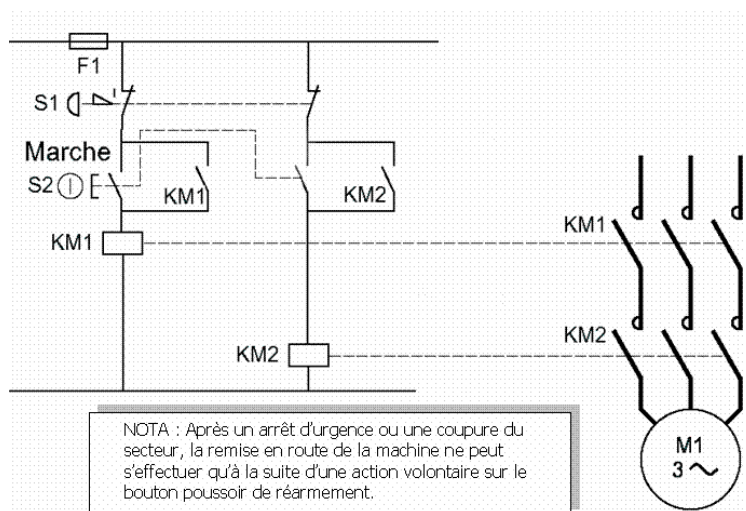 F1
S1
Marche
S2
KM1
KM2
KM1
KM1
KM2
KM2
M1
3
NOTA : Après un arrêt d'urgence ou une coupure du
secteur, la remise en route de la machine ne peut
s'effectuer qu'à la suite d'une action volontaire sur le
bouton poussoir de réarmement.